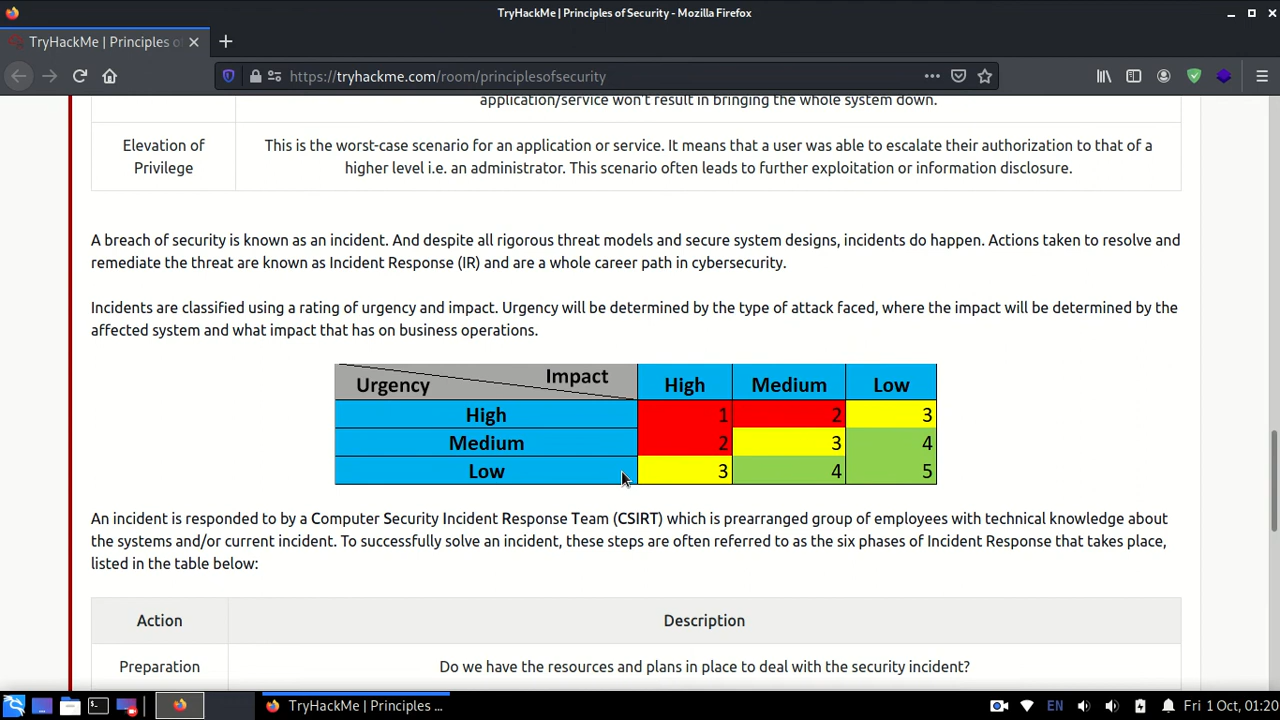 TryHackMe | Principles of Security - Mozilla Firefox
TryHackMe | Principles o
https://tryhackme.com/room/principlesofsecurity
application/service won't result in bringing the whole system down.
Elevation of
Privilege
This is the worst-case scenario for an application or service. It means that a user was able to escalate their authorization to that of a
higher level i.e. an administrator. This scenario often leads to further exploitation or information disclosure.
A breach of security is known as an incident. And despite all rigorous threat models and secure system designs, incidents do happen. Actions taken to resolve and
remediate the threat are known as Incident Response (IR) and are a whole career path in cybersecurity.
Incidents are classified using a rating of urgency and impact. Urgency will be determined by the type of attack faced, where the impact will be determined by the
affected system and what impact that has on business operations.
Urgency Impact High Medium Low
High 1 2 3
Medium 2 3 4
Low 3 4 5
An incident is responded to by a Computer Security Incident Response Team (CSIRT) which is prearranged group of employees with technical knowledge about
the systems and/or current incident. To successfully solve an incident, these steps are often referred to as the six phases of Incident Response that takes place,
listed in the table below:
Action Description
Preparation Do we have the resources and plans in place to deal with the security incident?
TryHackMe | Principles ...
EN
Fri 1 Oct, 01:20